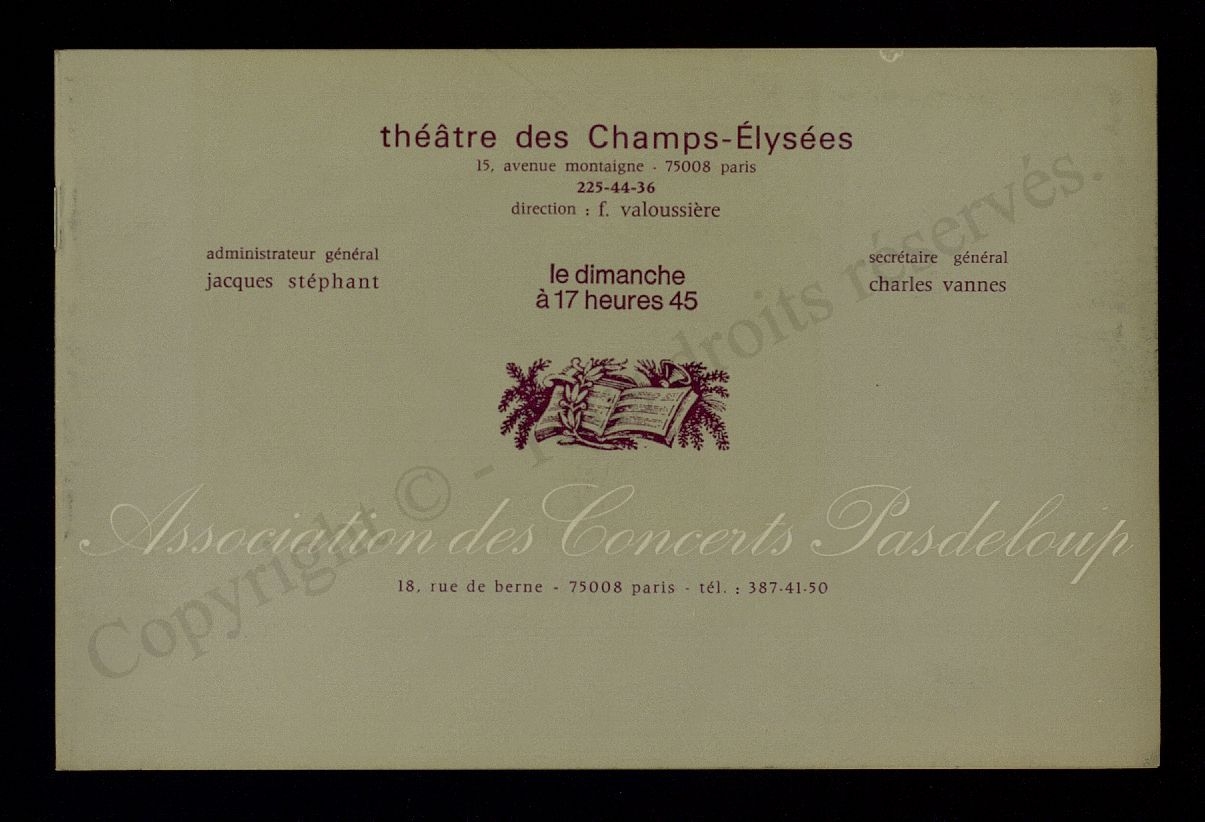 théâtre des Champs-Élysées
15, avenue montaigne - 75008 paris
225-44-36
direction : f. valoussière
administrateur général
jacques stéphant
le dimanche
à 17 heures 45
secrétaire général
charles vannes
Association des Concerts Pasdeloup
18, rue de berne - 75008 paris - tél. : 387-41-50
Copyright © - droits réservés.